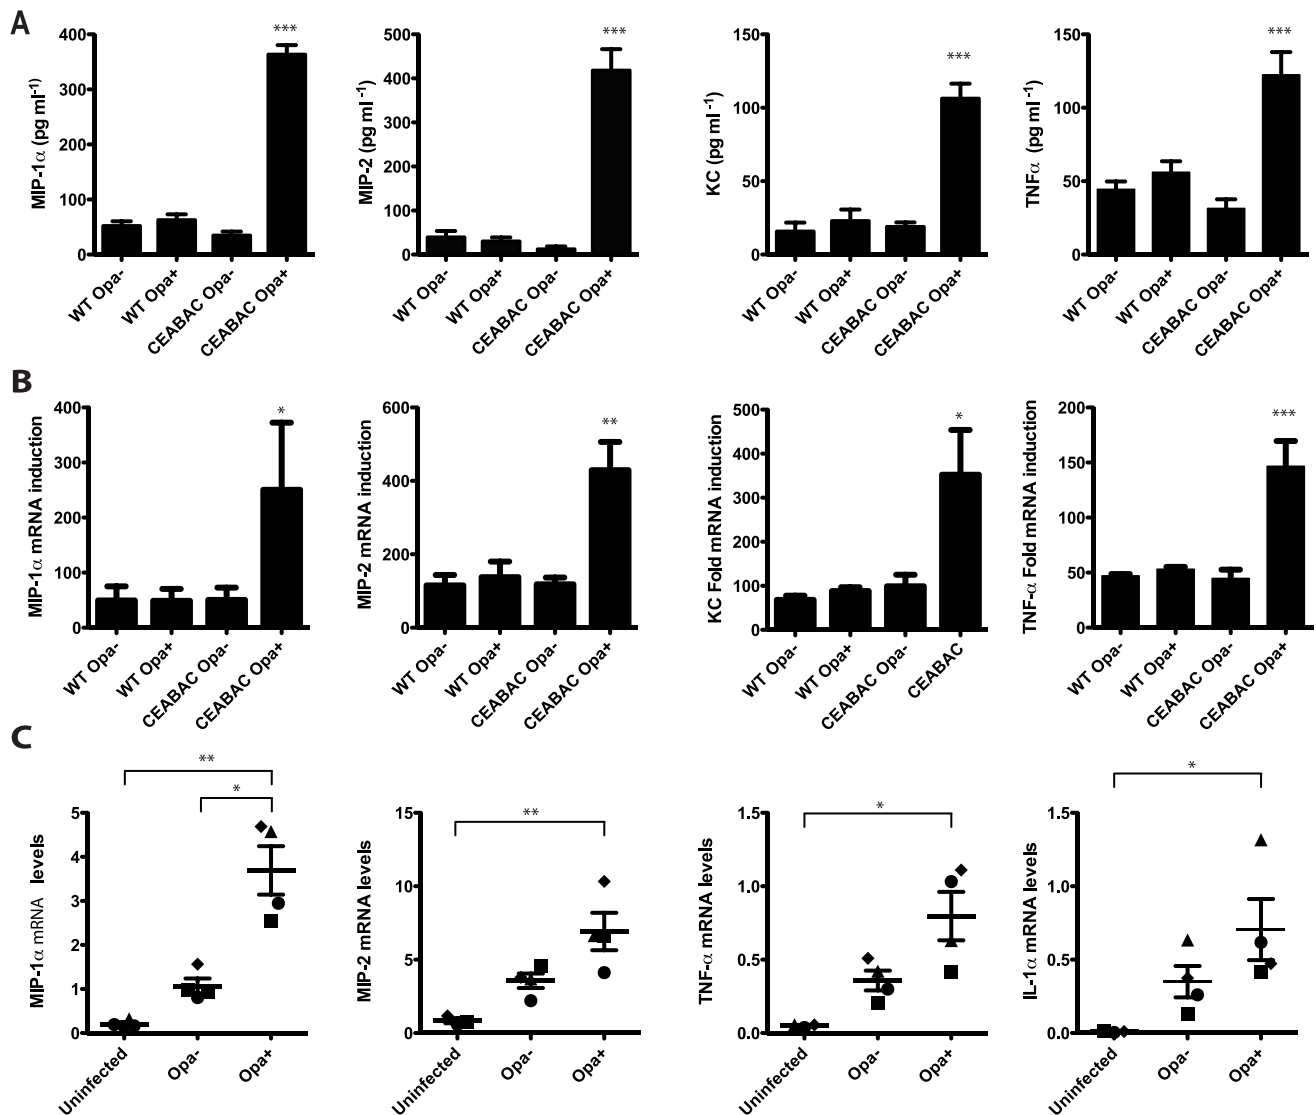 A
MIP-1α (pg ml⁻¹)
400
300
200
100
0
***
WT Opa-
WT Opa+
CEABAC Opa-
CEABAC Opa+
MIP-2 (pg ml⁻¹)
500
400
300
200
100
0
***
WT Opa-
WT Opa+
CEABAC Opa-
CEABAC Opa+
KC (pg ml⁻¹)
150
100
50
0
***
WT Opa-
WT Opa+
CEABAC Opa-
CEABAC Opa+
TNFα (pg ml⁻¹)
150
100
50
0
***
WT Opa-
WT Opa+
CEABAC Opa-
CEABAC Opa+
B
MIP-1α mRNA induction
400
300
200
100
0
*
WT Opa-
WT Opa+
CEABAC Opa-
CEABAC Opa+
MIP-2 mRNA induction
600
400
200
0
**
WT Opa-
WT Opa+
CEABAC Opa-
CEABAC Opa+
KC Fold mRNA induction
500
400
300
200
100
0
*
WT Opa-
WT Opa+
CEABAC Opa-
CEABAC
TNF-α Fold mRNA induction
200
150
100
50
0
***
WT Opa-
WT Opa+
CEABAC Opa-
CEABAC Opa+
C
MIP-1α mRNA levels
5
4
3
2
1
0
**
*
Uninfected
Opa-
Opa+
MIP-2 mRNA levels
15
10
5
0
**
Uninfected
Opa-
Opa+
TNF-α mRNA levels
1.5
1.0
0.5
0.0
*
Uninfected
Opa-
Opa+
IL-1α mRNA levels
1.5
1.0
0.5
0.0
*
Uninfected
Opa-
Opa+